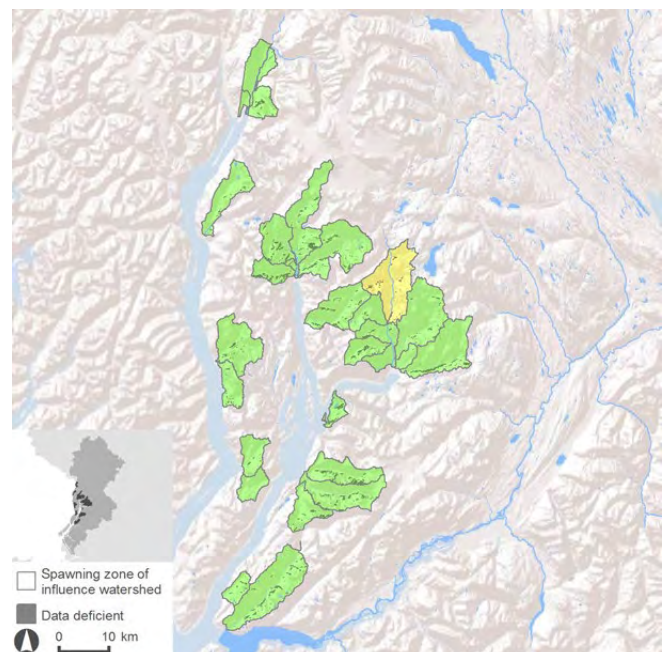 Spawning zone of
influence watershed
Data deficient
0 10 km